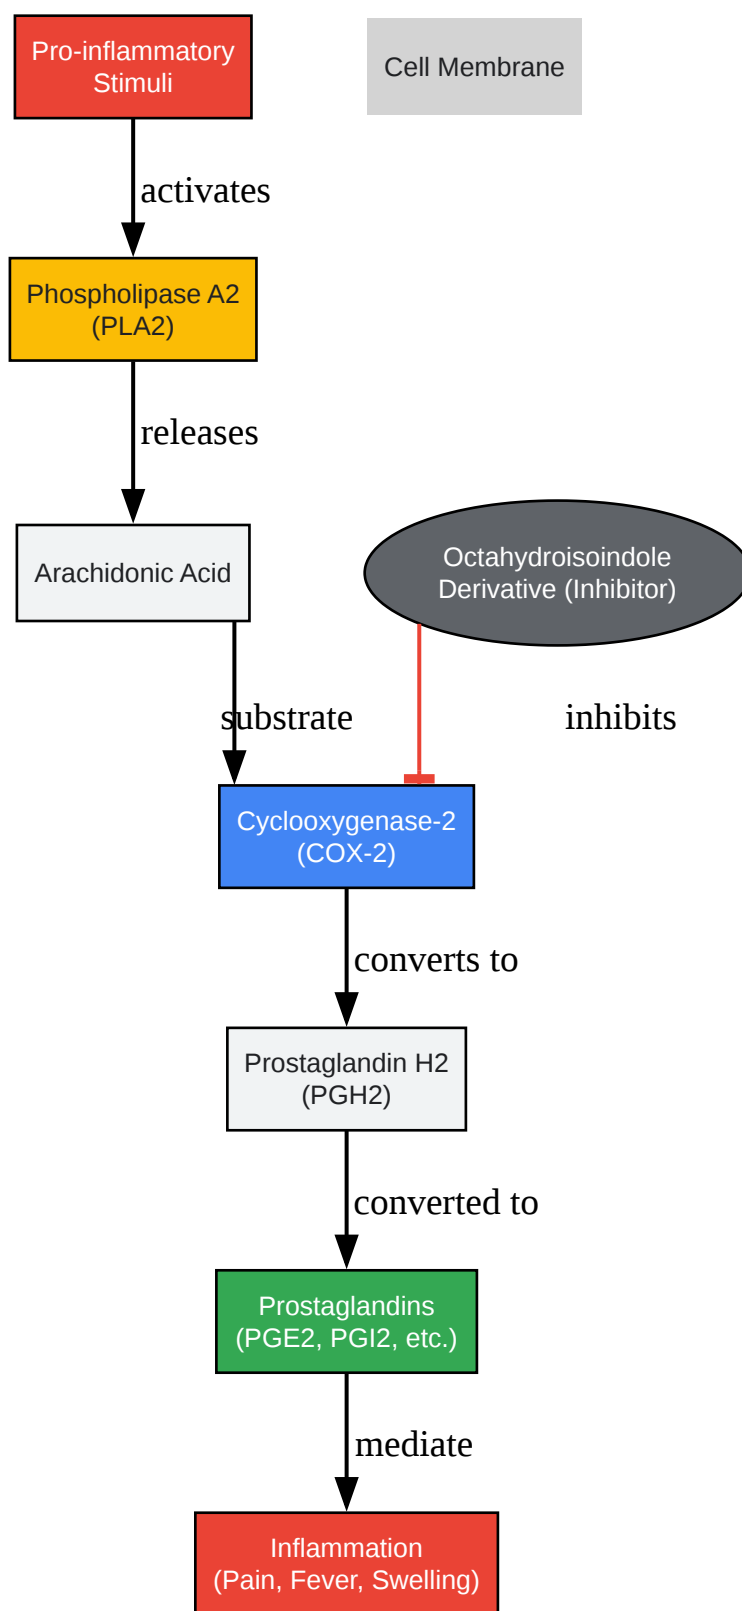 Pro-inflammatory
Stimuli
Cell Membrane
activates
Phospholipase A2
(PLA2)
releases
Arachidonic Acid
Octahydroisoindole
Derivative (Inhibitor)
substrate
inhibits
Cyclooxygenase-2
(COX-2)
converts to
Prostaglandin H2
(PGH2)
converted to
Prostaglandins
(PGE2, PGI2, etc.)
mediate
Inflammation
(Pain, Fever, Swelling)